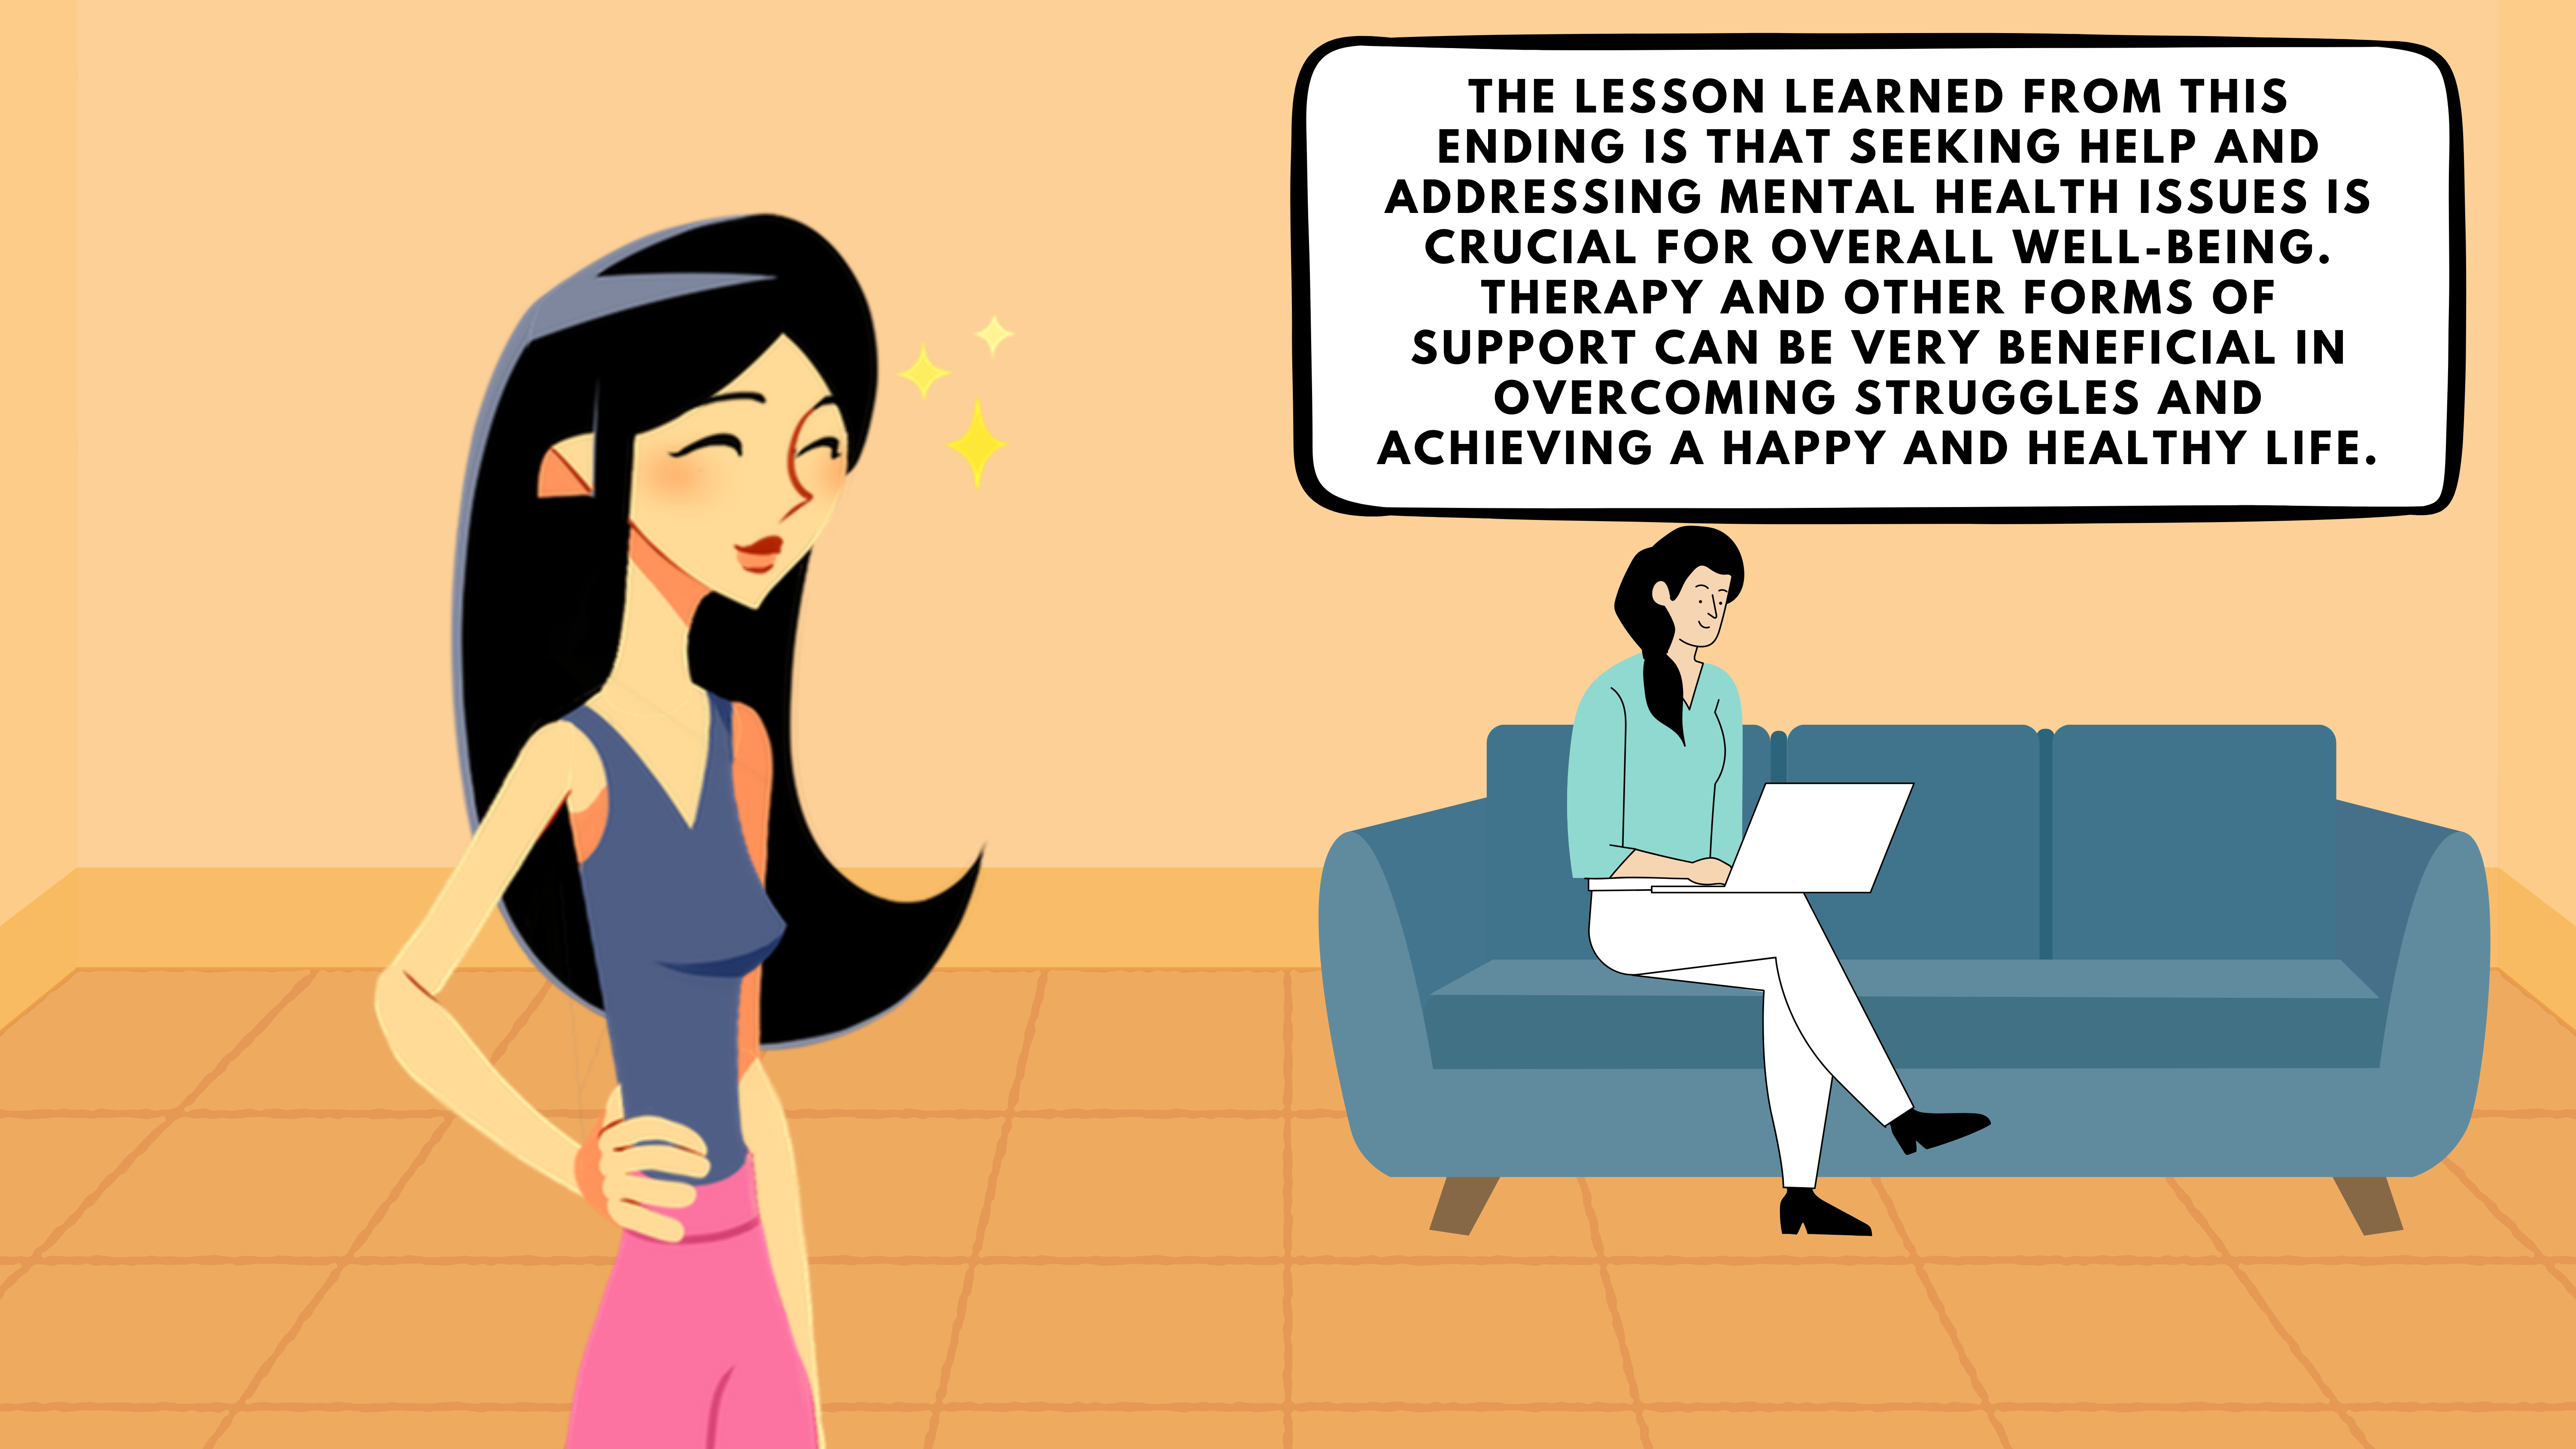 THE LESSON LEARNED FROM THIS
ENDING IS THAT SEEKING HELP AND
ADDRESSING MENTAL HEALTH ISSUES IS
CRUCIAL FOR OVERALL WELL-BEING.
THERAPY AND OTHER FORMS OF
SUPPORT CAN BE VERY BENEFICIAL IN
OVERCOMING STRUGGLES AND
ACHIEVING A HAPPY AND HEALTHY LIFE.